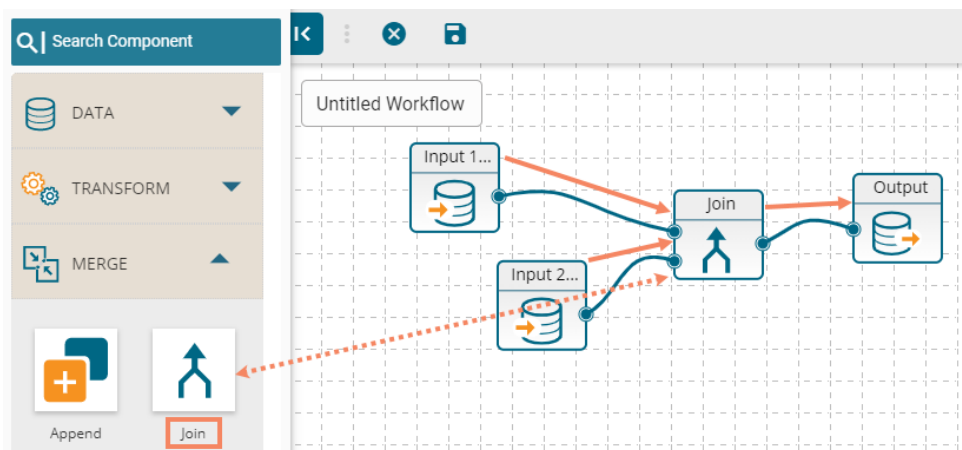 Search Component
DATA
TRANSFORM
MERGE
Append
Join
Untitled Workflow
Input 1...
Input 2...
Join
Output